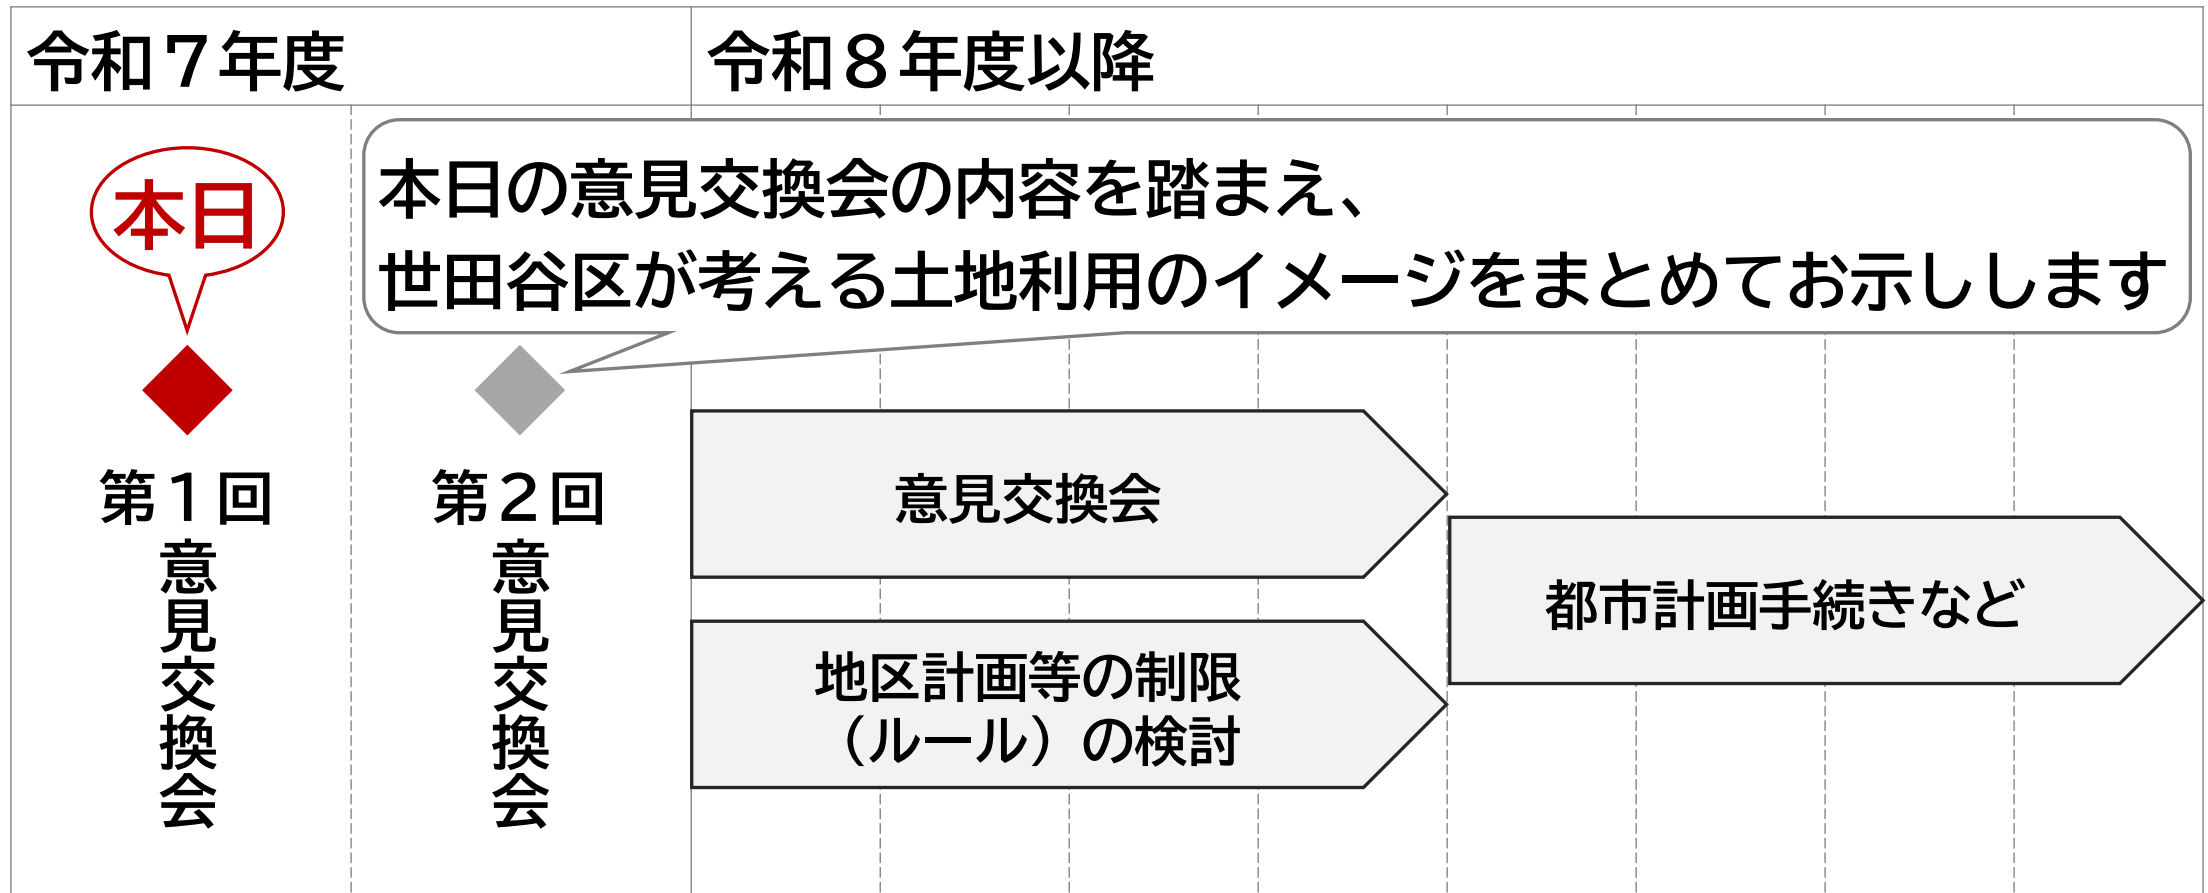 令和７年度
令和８年度以降
本日
本日の意見交換会の内容を踏まえ、
世田谷区が考える土地利用のイメージをまとめてお示しします
第１回
意見交換会
第２回
意見交換会
意見交換会
地区計画等の制限
（ルール）の検討
都市計画手続きなど